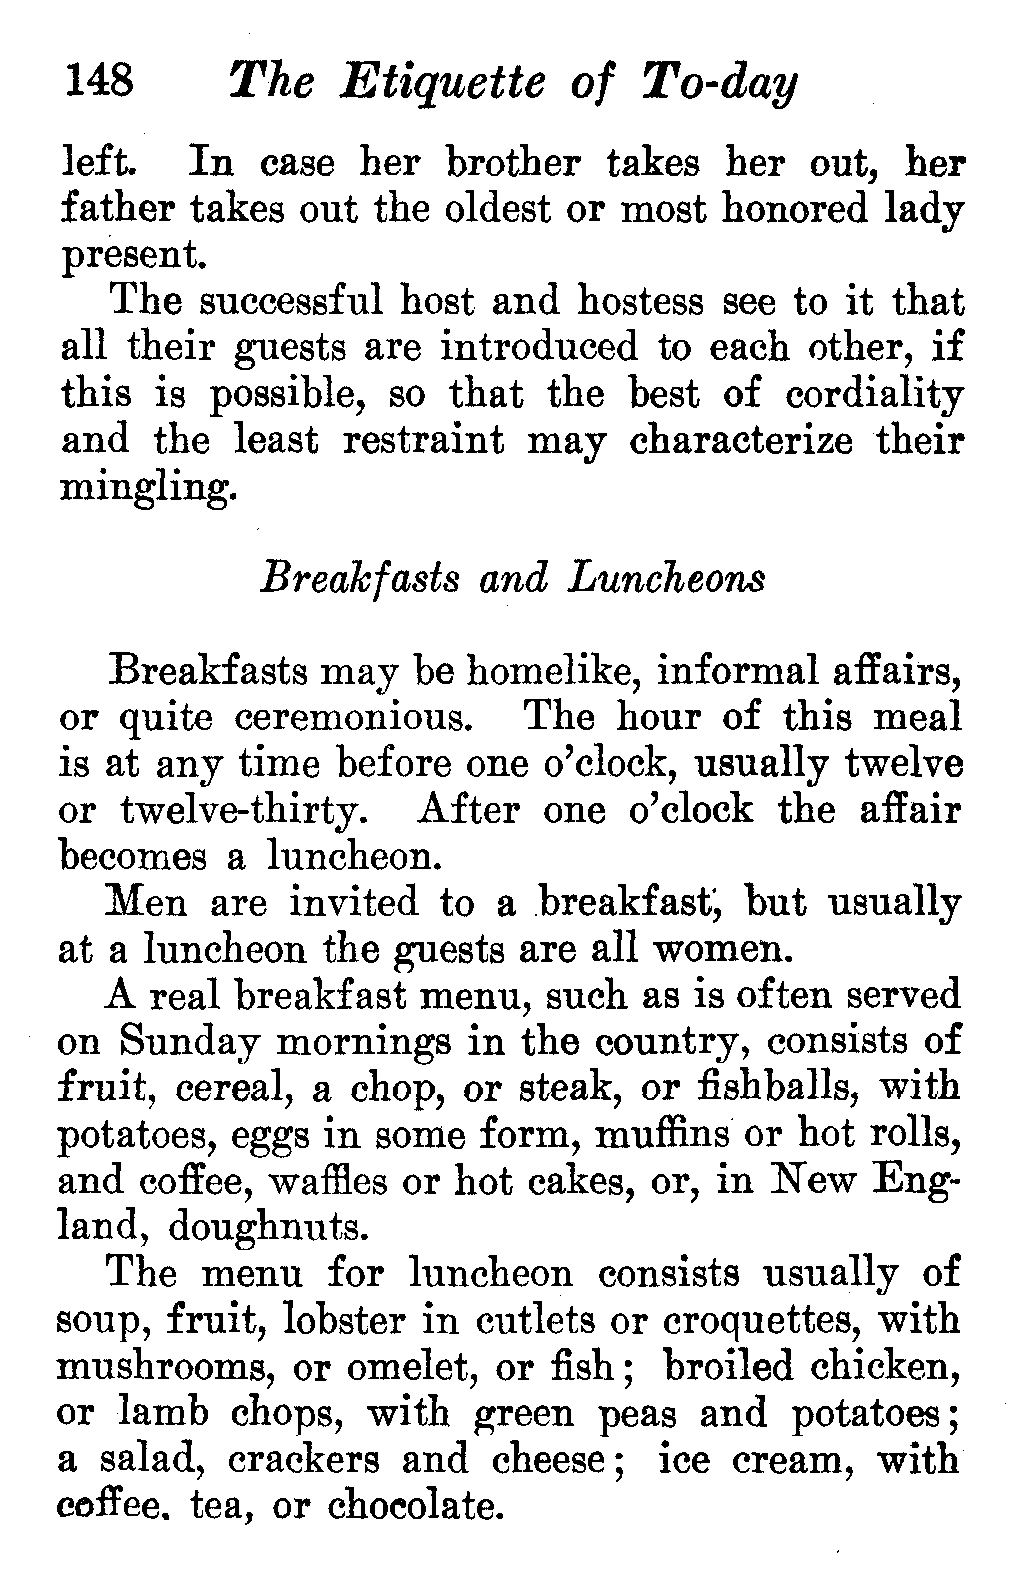 148 The Etiquette of To-day
left. In case her brother takes her out, her
father takes out the oldest or most honored lady
present.
The successful host and hostess see to it that
all their guests are introduced to each other, if
this is possible, so that the best of cordiality
and the least restraint may characterize their
mingling.
Breakfasts and Luncheons
Breakfasts may be homelike, informal affairs,
or quite ceremonious. The hour of this meal
is at any time before one o'clock, usually twelve
or twelve-thirty. After one o'clock the affair
becomes a luncheon.
Men are invited to a breakfast, but usually
at a luncheon the guests are all women.
A real breakfast menu, such as is often served
on Sunday mornings in the country, consists of
fruit, cereal, a chop, or steak, or fishballs, with
potatoes, eggs in some form, muffins or hot rolls,
and coffee, waffles or hot cakes, or, in New Eng-
land, doughnuts.
The menu for luncheon consists usually of
soup, fruit, lobster in cutlets or croquettes, with
mushrooms, or omelet, or fish; broiled chicken,
or lamb chops, with green peas and potatoes;
a salad, crackers and cheese; ice cream, with
coffee. tea, or chocolate.